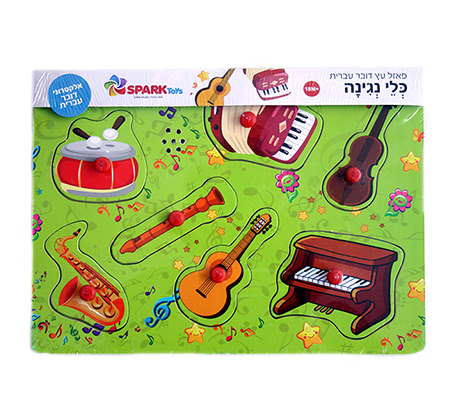 אלקטרוני
דובר
עברית
SPARK Toys
פאזל עץ דובר עברית
כְּלֵי נְגִינָה
18M+